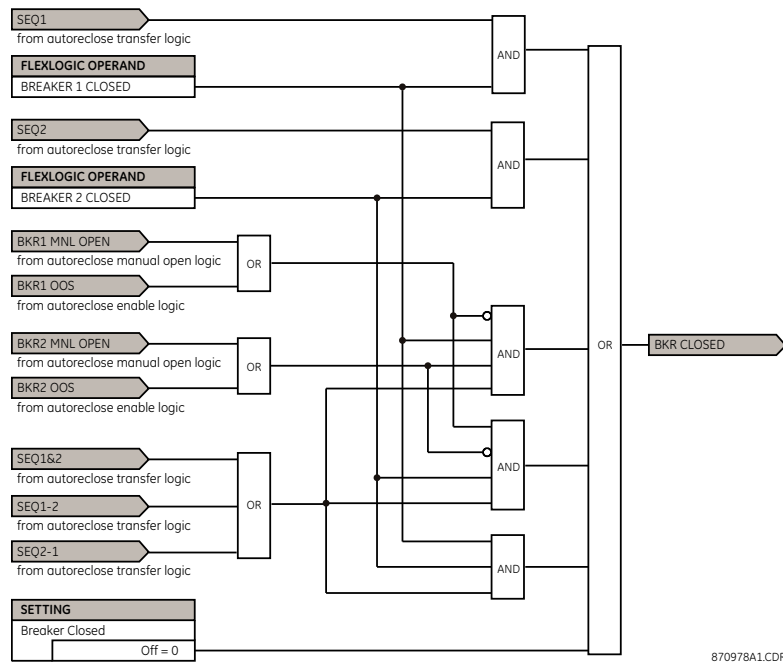 SEQ1
from autoreclose transfer logic
FLEXLOGIC OPERAND
BREAKER 1 CLOSED
AND
SEQ2
from autoreclose transfer logic
FLEXLOGIC OPERAND
BREAKER 2 CLOSED
AND
BKR1 MNL OPEN
from autoreclose manual open logic
BKR1 OOS
from autoreclose enable logic
OR
BKR2 MNL OPEN
from autoreclose manual open logic
BKR2 OOS
from autoreclose enable logic
OR
AND
OR
BKR CLOSED
SEQ1&2
from autoreclose transfer logic
SEQ1-2
from autoreclose transfer logic
SEQ2-1
from autoreclose transfer logic
OR
AND
AND
SETTING
Breaker Closed
Off = 0
870978A1.CDR